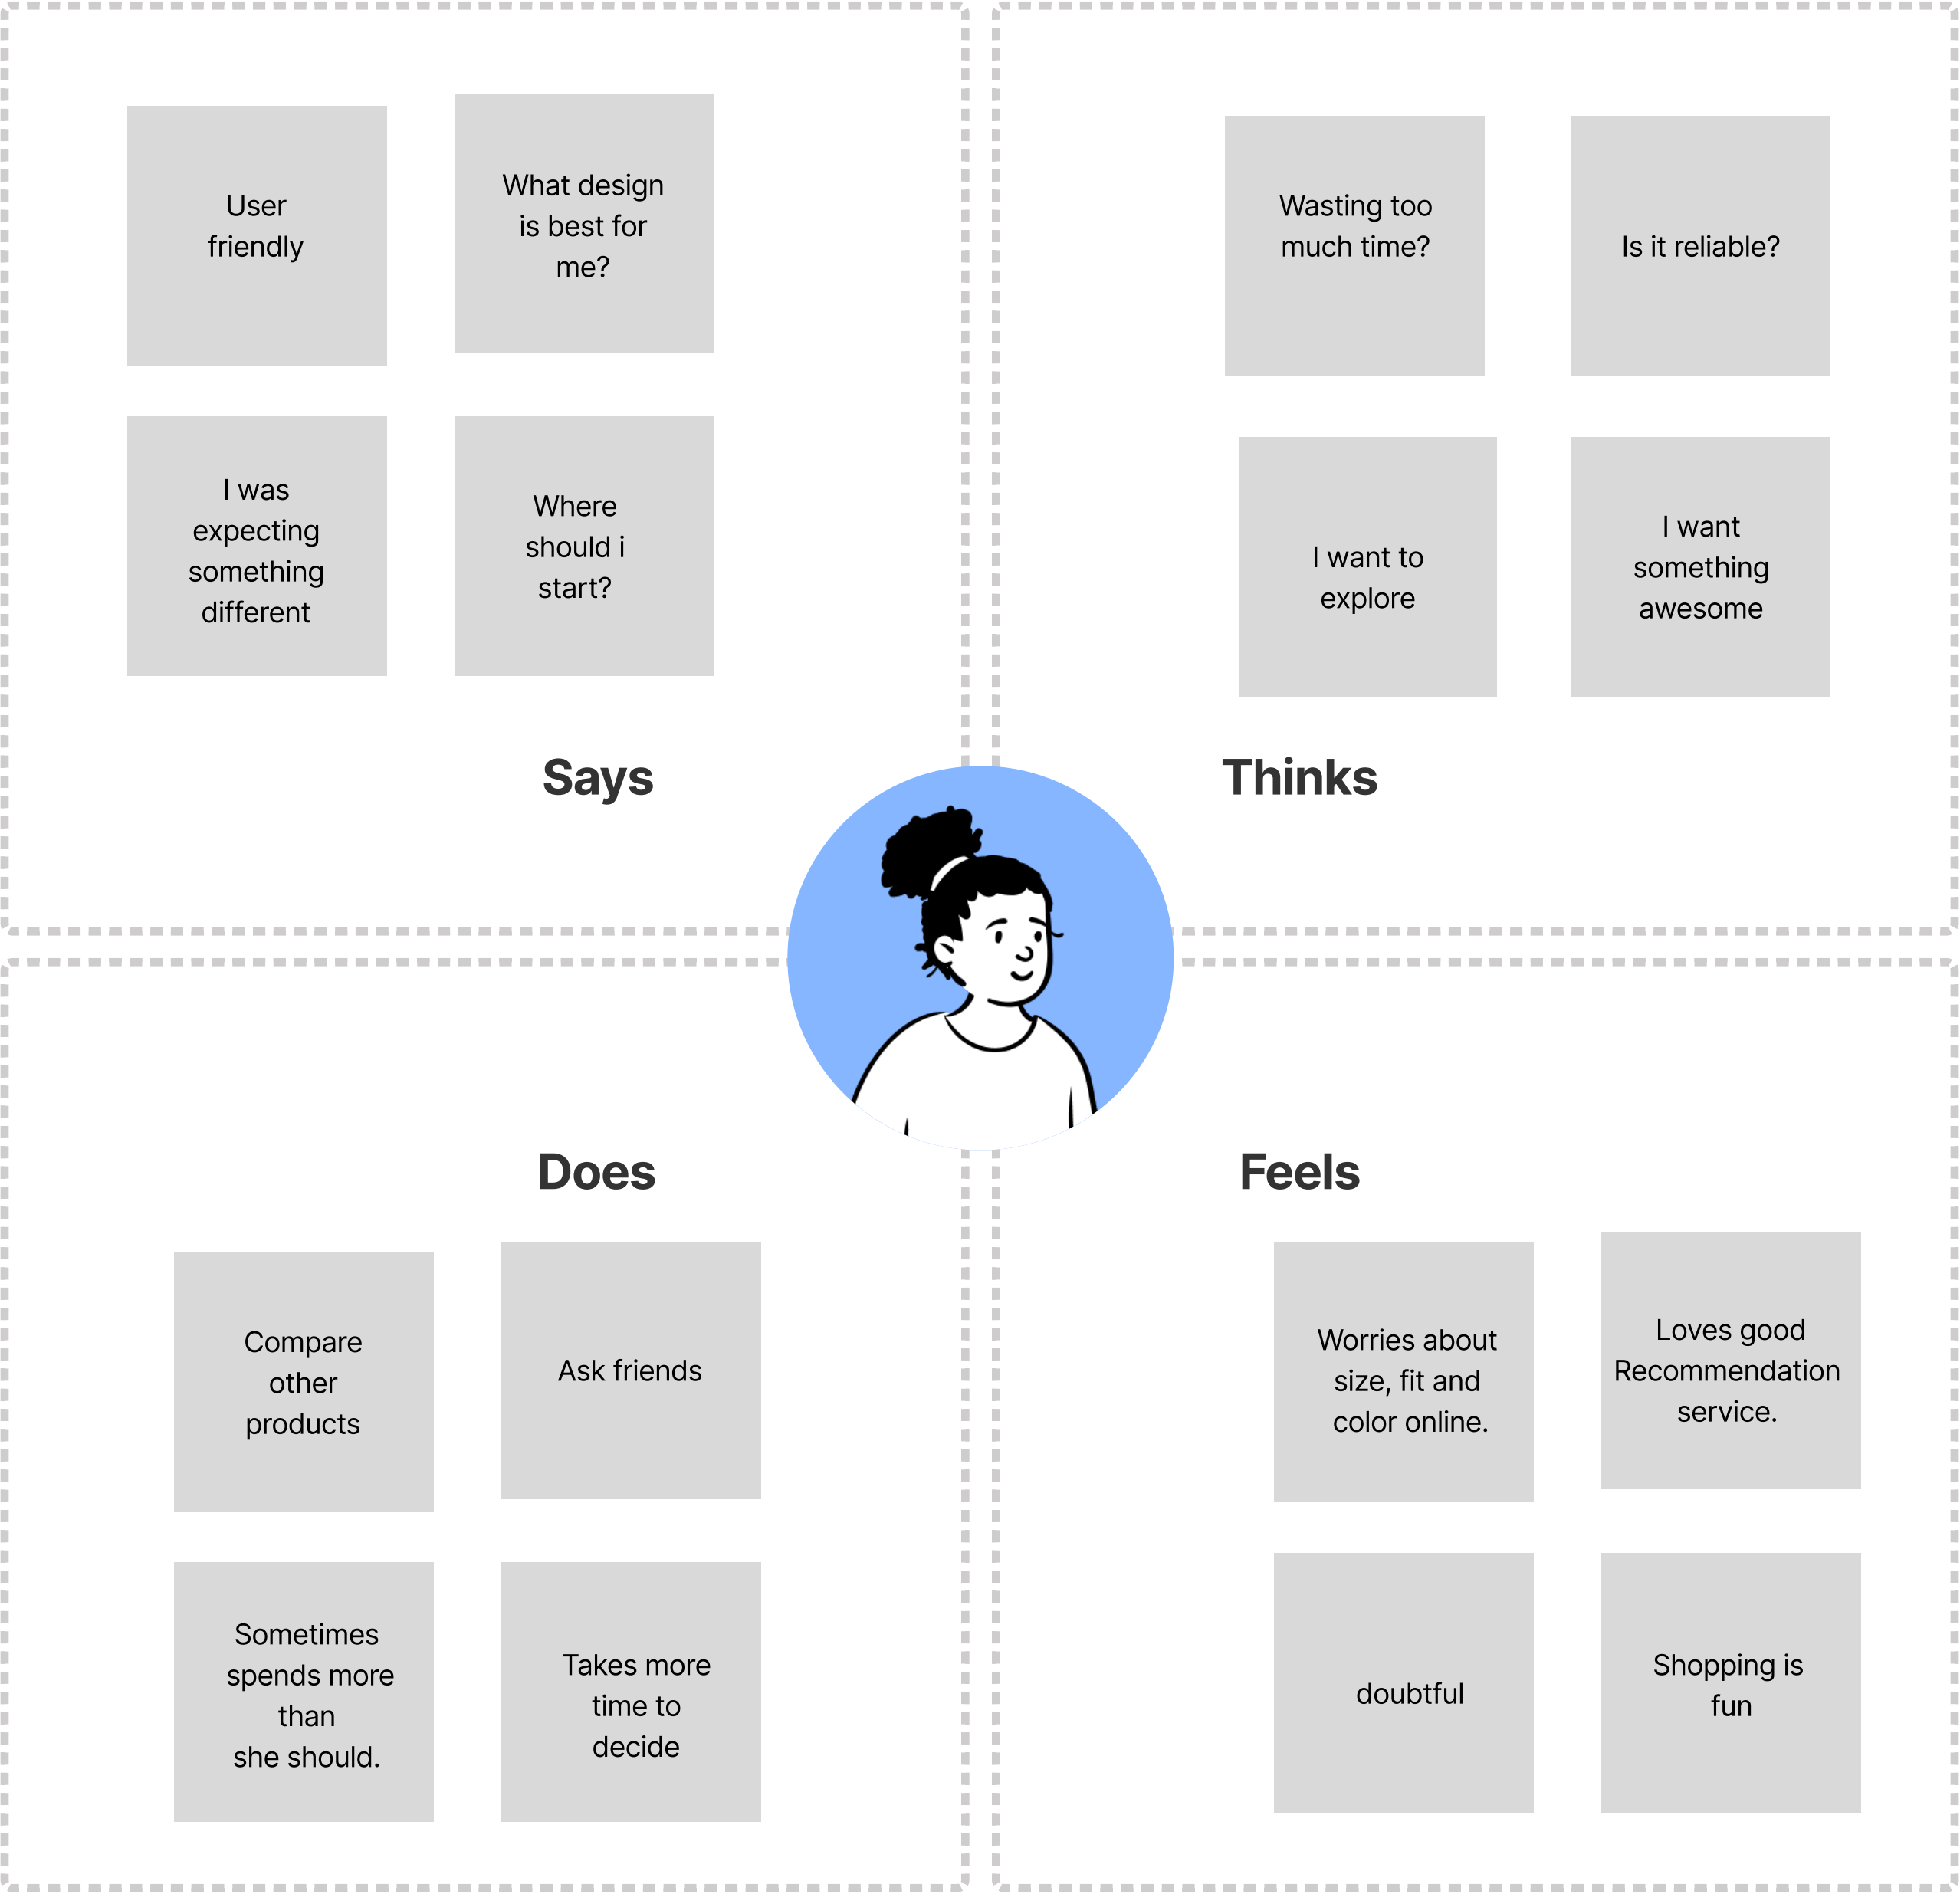 User
friendly
What design
is best for
me?
I was
expecting
something
different
Where
should i
start?
Says
Wasting too
much time?
Is it reliable?
I want to
explore
I want
something
awesome
Thinks
Does
Compare
other
products
Ask friends
Sometimes
spends more
than
she should.
Takes more
time to
decide
Feels
Worries about
size, fit and
color online.
Loves good
Recommendation
service.
doubtful
Shopping is
fun